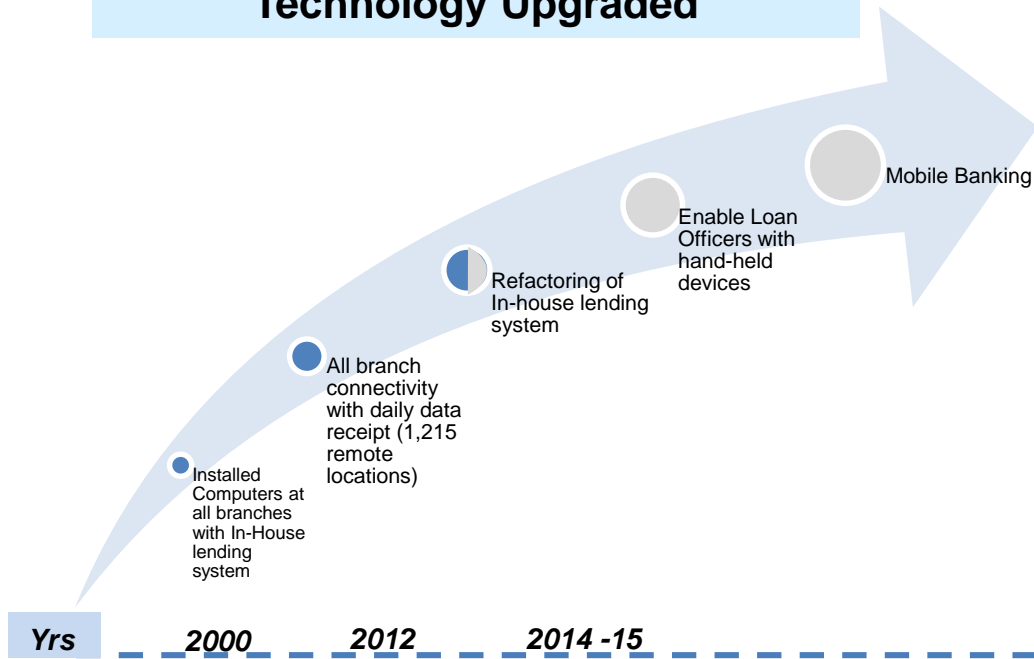 Technology Upgraded
Mobile Banking
Enable Loan
Officers with
hand-held
devices
Refactoring of
In-house lending
system
All branch
connectivity
with daily data
receipt (1,215
remote
locations)
Installed
Computers at
all branches
with In-House
lending
system
Yrs 2000 2012 2014 -15